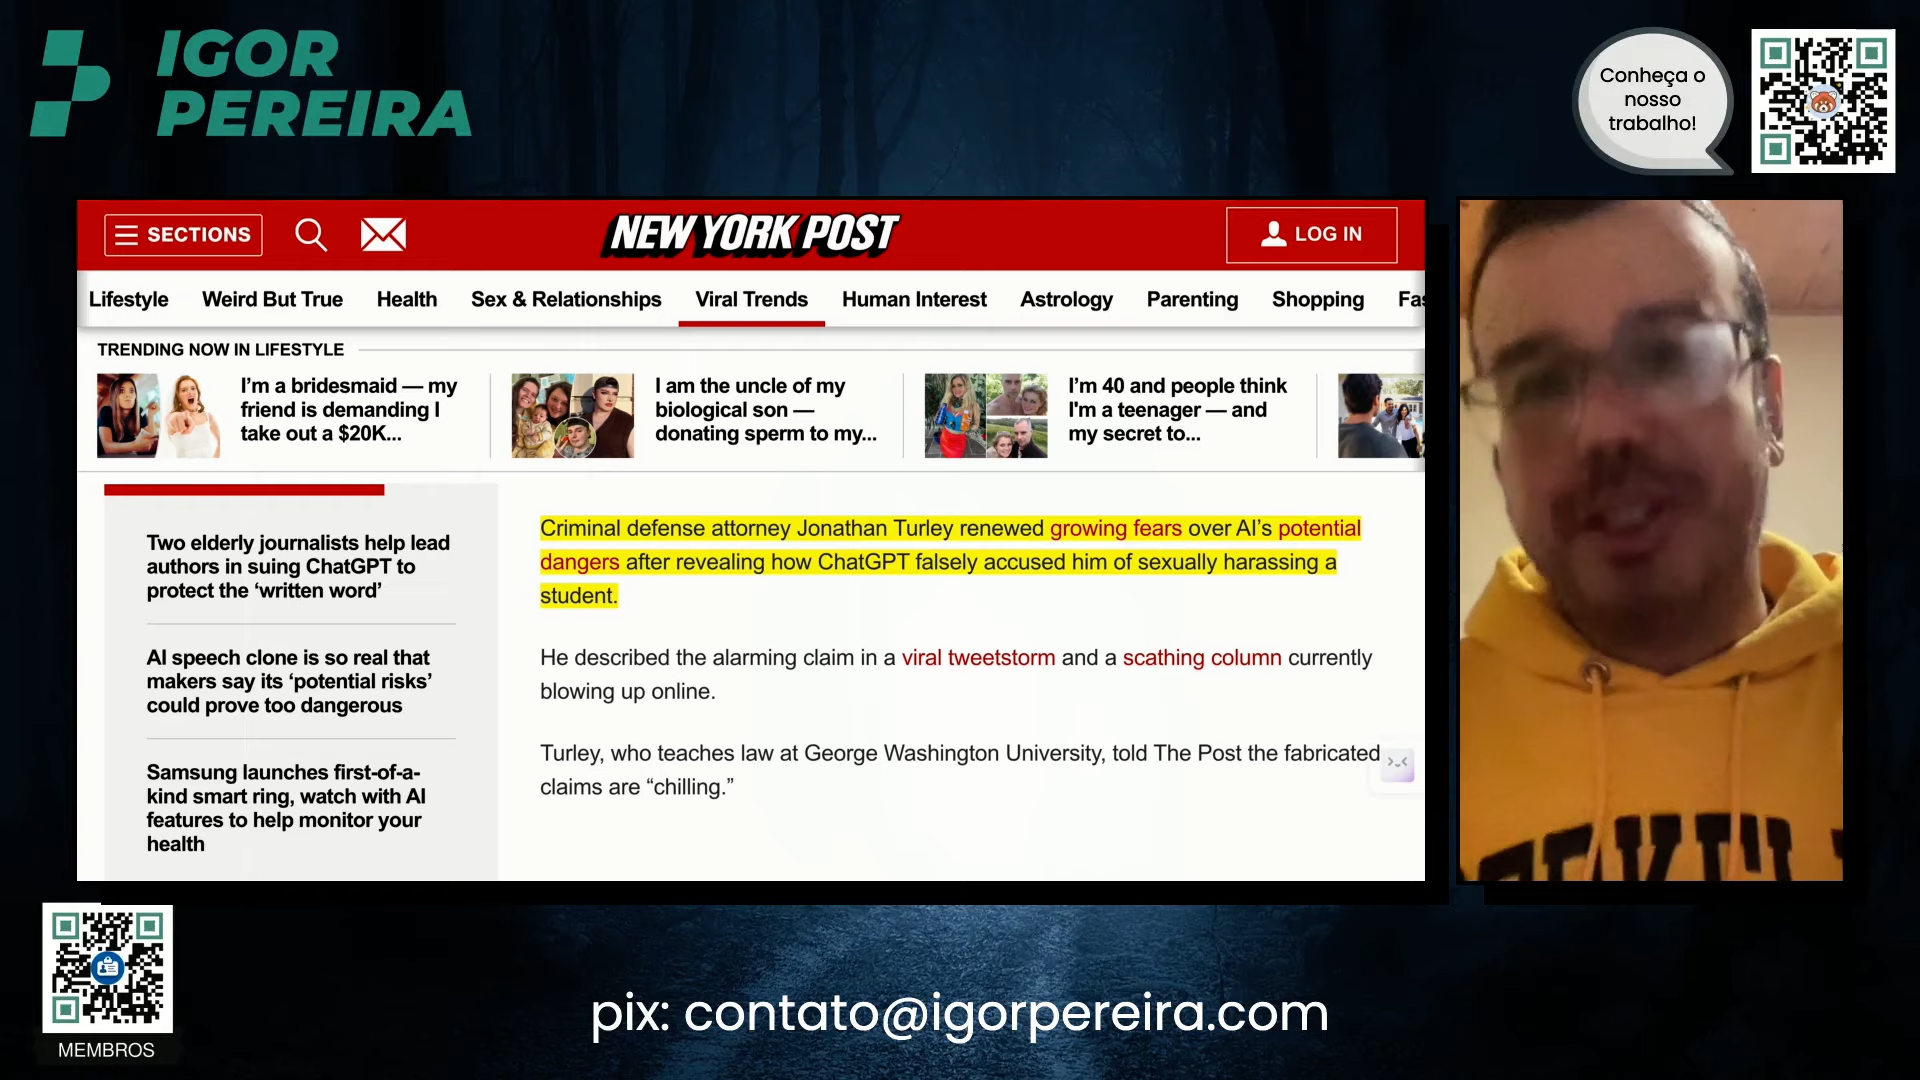 IGOR
PEREIRA
Conheça o
nosso
trabalho!
SECTIONS
NEW YORK POST
LOG IN
Lifestyle Weird But True Health Sex & Relationships Viral Trends Human Interest Astrology Parenting Shopping Fas
TRENDING NOW IN LIFESTYLE
I’m a bridesmaid — my
friend is demanding I
take out a $20K...
I am the uncle of my
biological son —
donating sperm to my...
I’m 40 and people think
I’m a teenager — and
my secret to...
Two elderly journalists help lead
authors in suing ChatGPT to
protect the ‘written word’
AI speech clone is so real that
makers say its ‘potential risks’
could prove too dangerous
Samsung launches first-of-a-
kind smart ring, watch with AI
features to help monitor your
health
Criminal defense attorney Jonathan Turley renewed growing fears over AI’s potential
dangers after revealing how ChatGPT falsely accused him of sexually harassing a
student.
He described the alarming claim in a viral tweetstorm and a scathing column currently
blowing up online.
Turley, who teaches law at George Washington University, told The Post the fabricated
claims are “chilling.”
MEMBROS
pix: contato@igorpereira.com